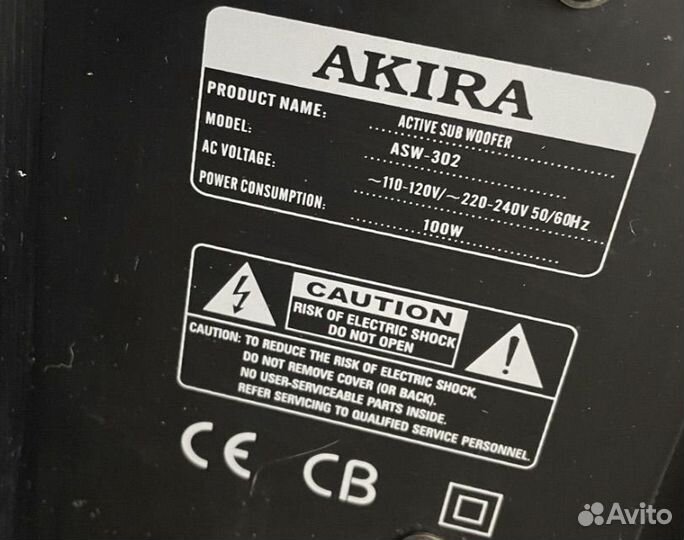 AKIRA
PRODUCT NAME: ACTIVE SUB WOOFER
MODEL: ASW-302
AC VOLTAGE: ~110-120V/~220-240V 50/60Hz
POWER CONSUMPTION: 100W
CAUTION
RISK OF ELECTRIC SHOCK
DO NOT OPEN
CAUTION: TO REDUCE THE RISK OF ELECTRIC SHOCK,
DO NOT REMOVE COVER (OR BACK).
NO USER-SERVICEABLE PARTS INSIDE.
REFER SERVICING TO QUALIFIED SERVICE PERSONNEL.
CE CB
Avito